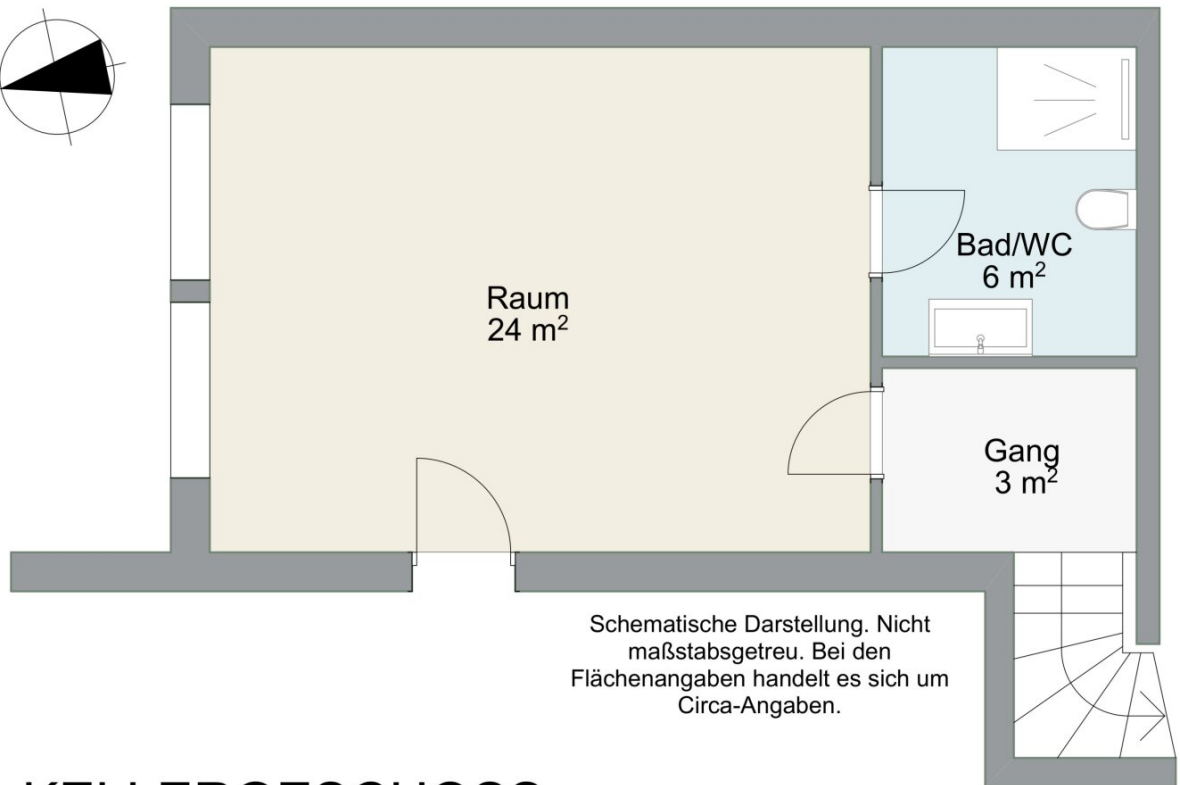 Raum
24 m²
Bad/WC
6 m²
Gang
3 m²
Schematische Darstellung. Nicht
maßstabsgetreu. Bei den
Flächenangaben handelt es sich um
Circa-Angaben.
KELLERGESCHOSS